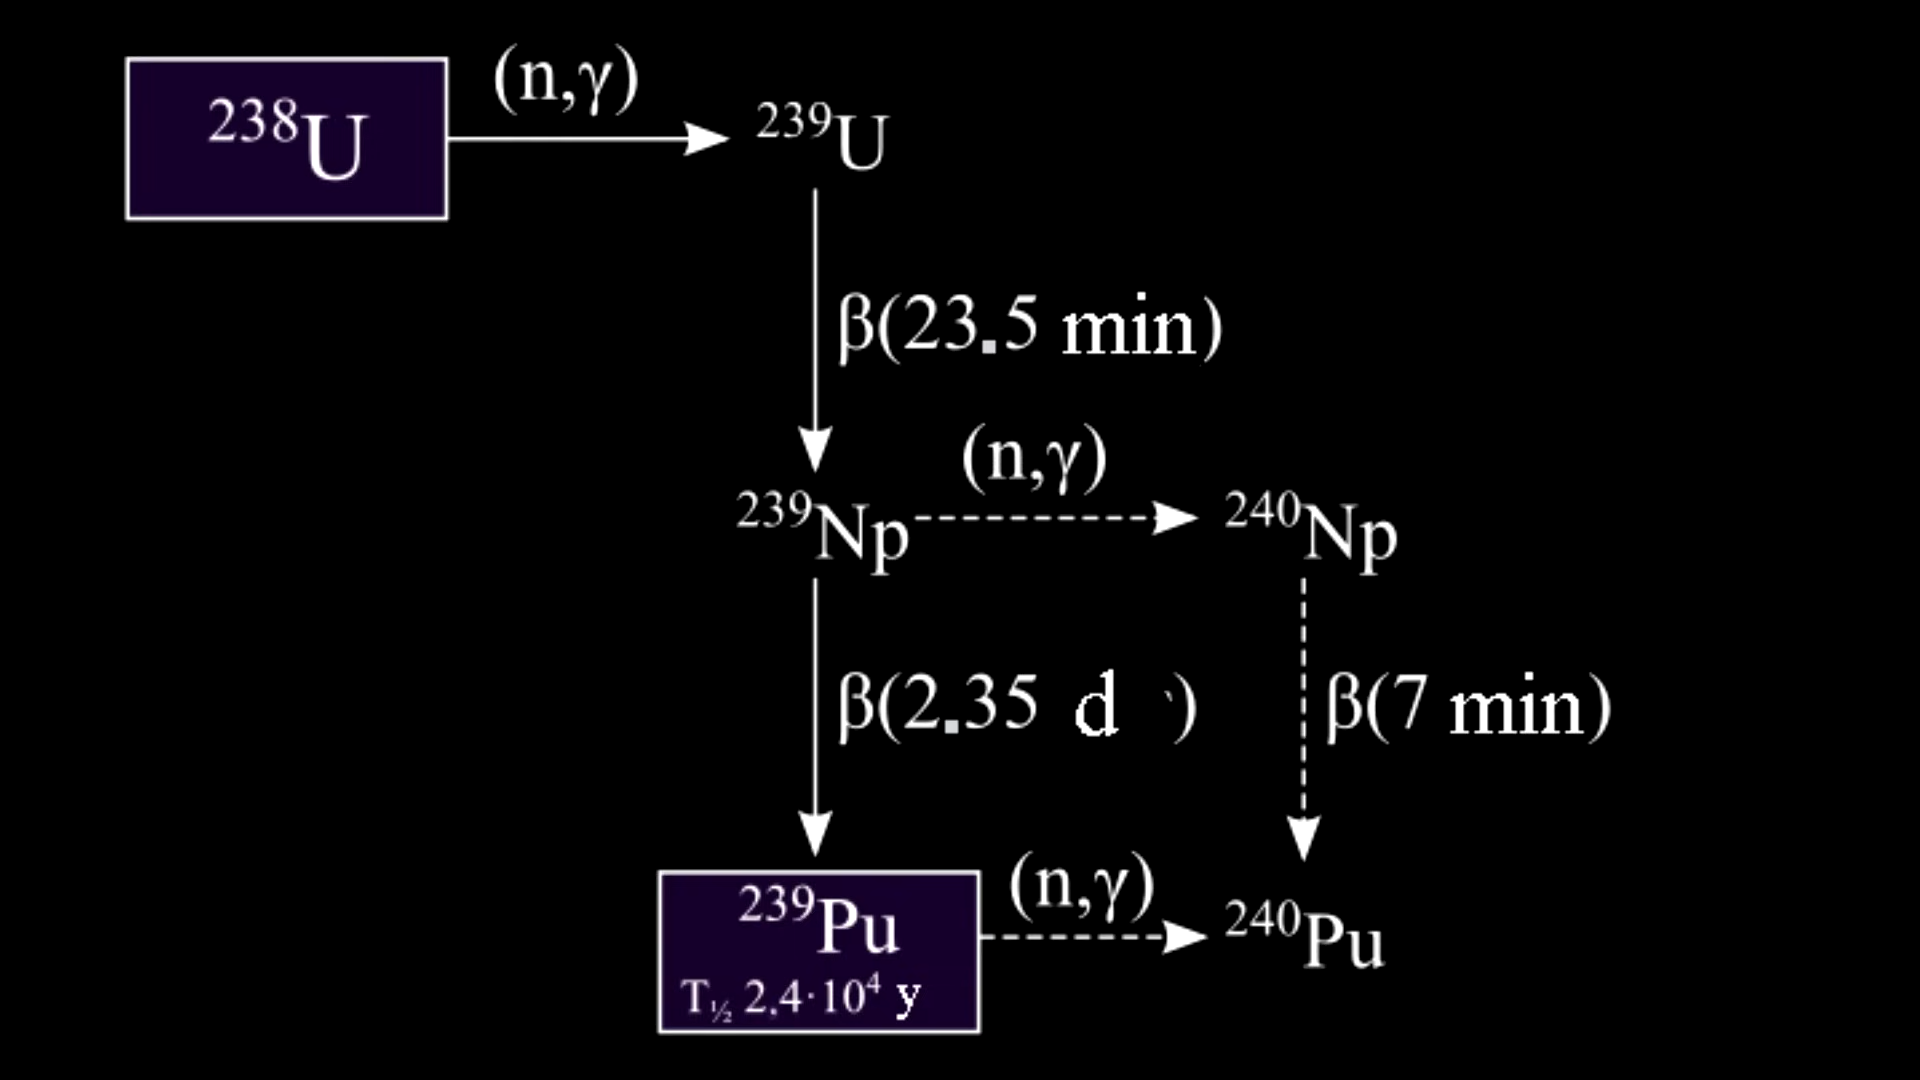 (n,γ)
²³⁸U
²³⁹U
β(23.5 min)
(n,γ)
²³⁹Np
²⁴⁰Np
β(2.35 d )
β(7 min)
(n,γ)
²³⁹Pu
²⁴⁰Pu
T½ 2.4·10⁴ y